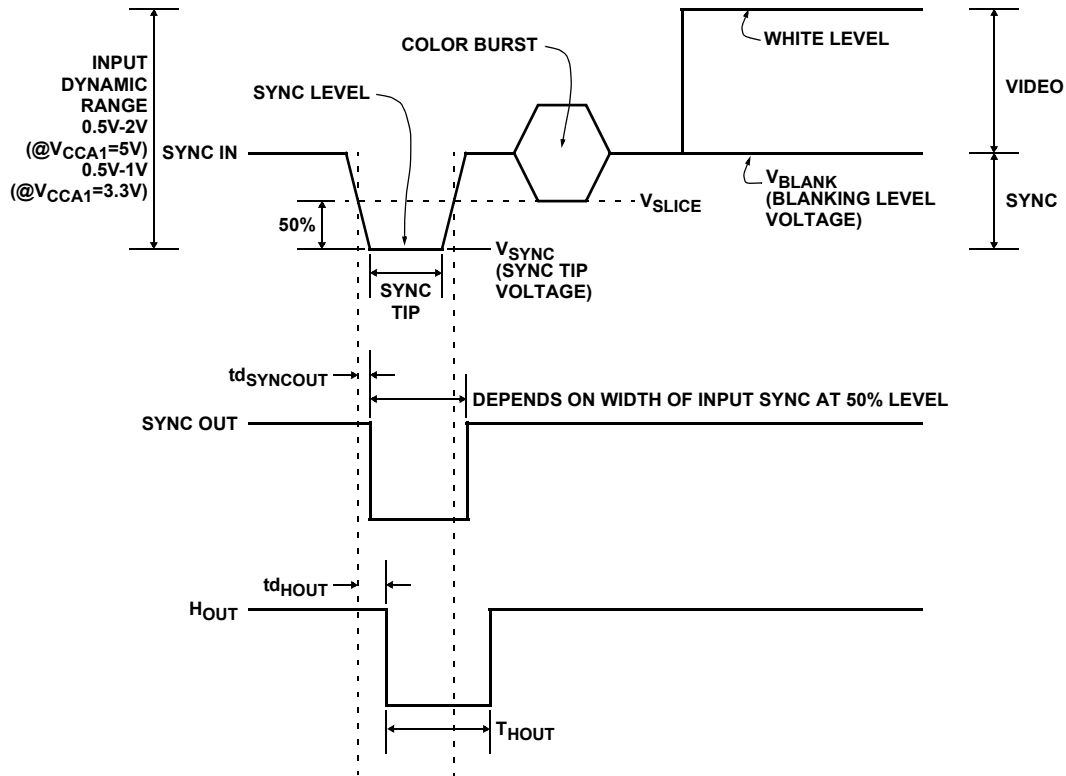 INPUT
DYNAMIC
RANGE
0.5V-2V
(@VCCA1=5V)
0.5V-1V
(@VCCA1=3.3V)
SYNC IN
SYNC LEVEL
COLOR BURST
WHITE LEVEL
VIDEO
SYNC
VBLANK
(BLANKING LEVEL
VOLTAGE)
VSLICE
50%
VSYNC
(SYNC TIP
VOLTAGE)
SYNC
TIP
tdSYNCOUT
DEPENDS ON WIDTH OF INPUT SYNC AT 50% LEVEL
SYNC OUT
tdHOUT
HOUT
THOUT